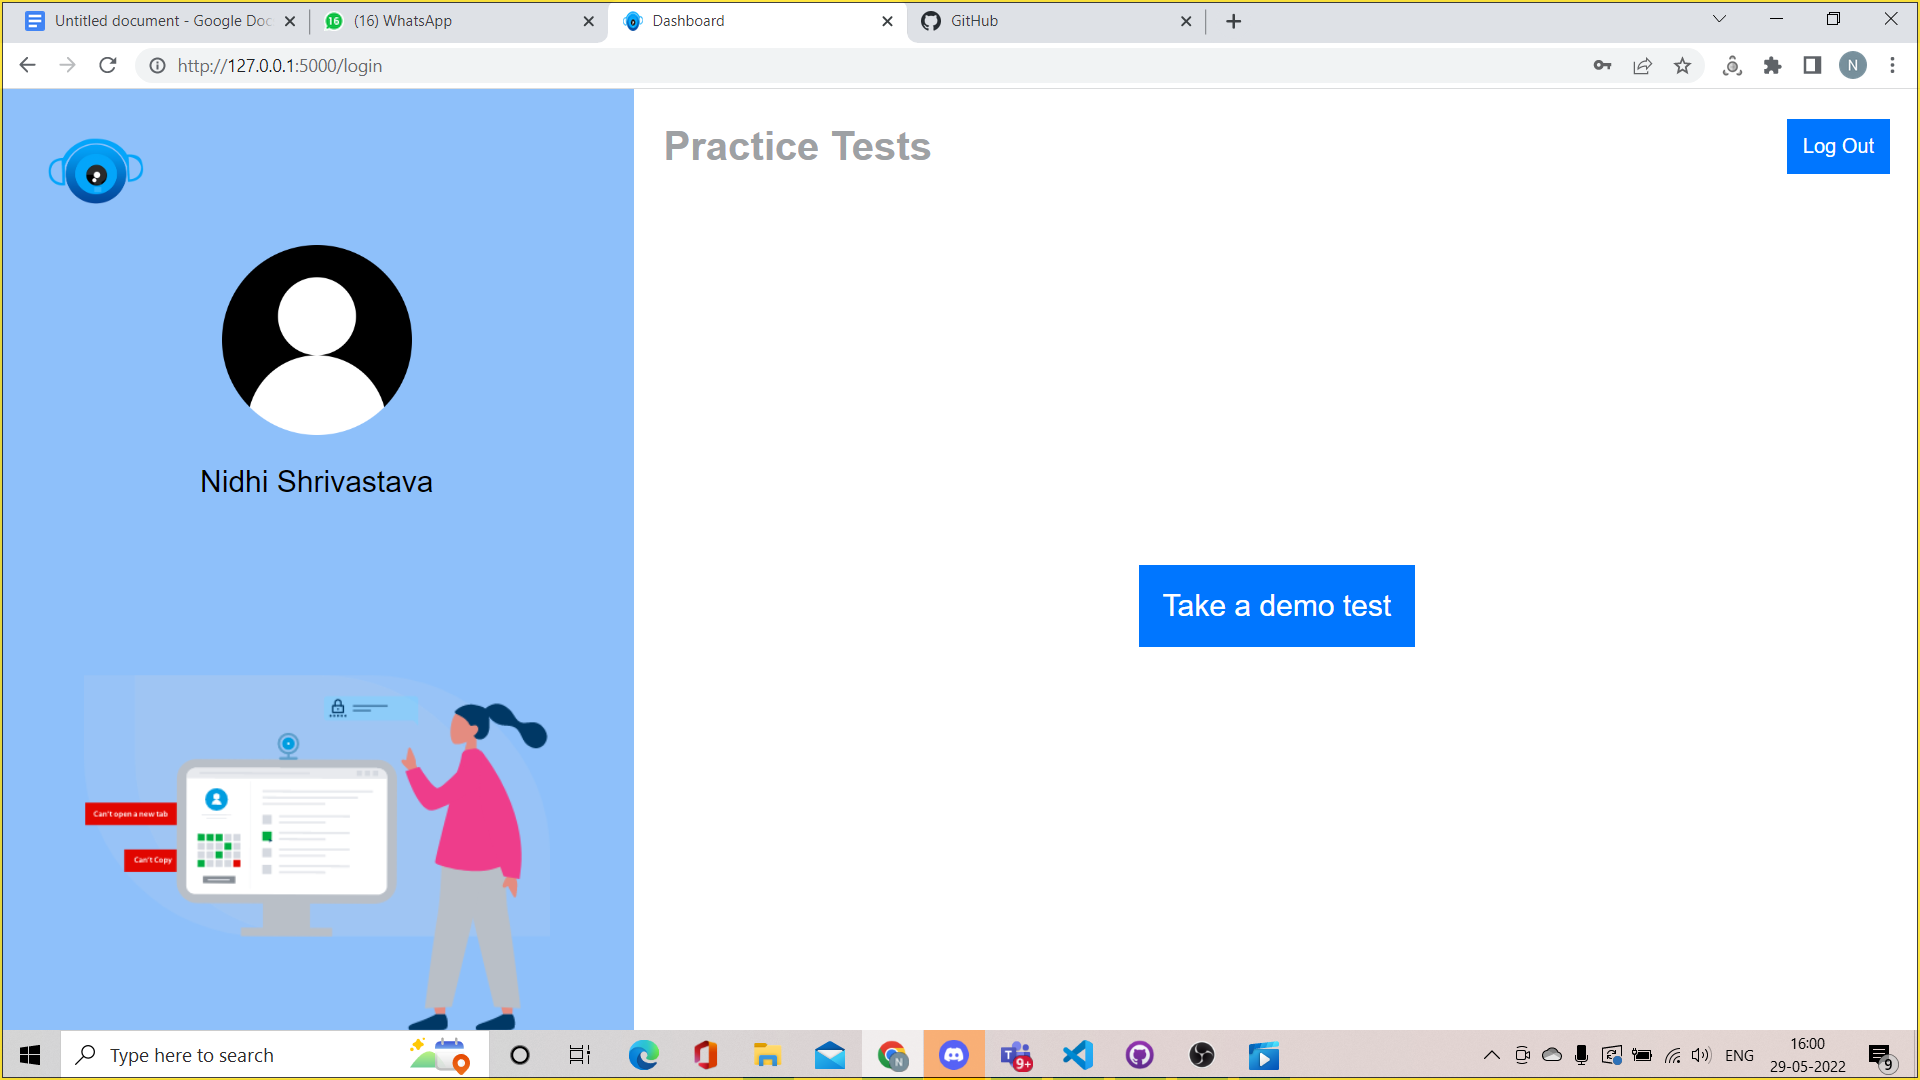 Untitled document - Google Doc
16
(16) WhatsApp
Dashboard
GitHub
http://127.0.0.1:5000/login
N
Practice Tests
Log Out
Nidhi Shrivastava
Take a demo test
Can't open a new tab
Can't Copy
Type here to search
N
T
9+
ENG
16:00
29-05-2022
9